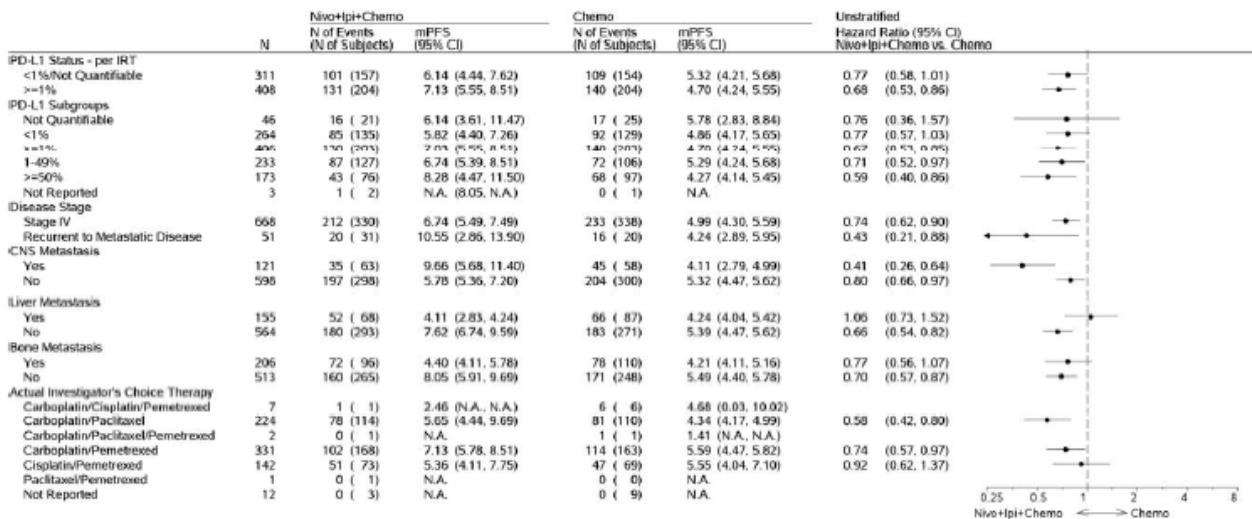 Nivo+Ipi+Chemo Chemo Unstratified
N of Events mPFS N of Events mPFS Hazard Ratio (95% CI)
N (N of Subjects) (95% CI) (N of Subjects) (95% CI) Nivo+Ipi+Chemo vs. Chemo
PD-L1 Status - per IRT
<1%/Not Quantifiable 311 101 (157) 6.14 (4.44, 7.62) 109 (154) 5.32 (4.21, 5.68) 0.77 (0.58, 1.01)
>=1% 408 131 (204) 7.13 (5.55, 8.51) 140 (204) 4.70 (4.24, 5.55) 0.68 (0.53, 0.86)
PD-L1 Subgroups
Not Quantifiable 46 16 ( 21) 6.14 (3.61, 11.47) 17 ( 25) 5.78 (2.83, 8.84) 0.76 (0.36, 1.57)
<1% 264 85 (135) 5.82 (4.40, 7.26) 92 (129) 4.86 (4.17, 5.65) 0.77 (0.57, 1.03)
>=1% 406 130 (203) 7.03 (5.55, 8.51) 140 (203) 4.70 (4.24, 5.55) 0.67 (0.53, 0.85)
1-49% 233 87 (127) 6.74 (5.39, 8.51) 72 (106) 5.29 (4.24, 5.68) 0.71 (0.52, 0.97)
>=50% 173 43 ( 76) 8.28 (4.47, 11.50) 68 ( 97) 4.27 (4.14, 5.45) 0.59 (0.40, 0.86)
Not Reported 3 1 ( 2) N.A. (8.05, N.A.) 0 ( 1) N.A.
Disease Stage
Stage IV 668 212 (330) 6.74 (5.49, 7.49) 233 (338) 4.99 (4.30, 5.59) 0.74 (0.62, 0.90)
Recurrent to Metastatic Disease 51 20 ( 31) 10.55 (2.86, 13.90) 16 ( 20) 4.24 (2.89, 5.95) 0.43 (0.21, 0.88)
CNS Metastasis
Yes 121 35 ( 63) 9.66 (5.68, 11.40) 45 ( 58) 4.11 (2.79, 4.99) 0.41 (0.26, 0.64)
No 598 197 (298) 5.78 (5.36, 7.20) 204 (300) 5.32 (4.47, 5.62) 0.80 (0.66, 0.97)
Liver Metastasis
Yes 155 52 ( 68) 4.11 (2.83, 4.24) 66 ( 87) 4.24 (4.04, 5.42) 1.06 (0.73, 1.52)
No 564 180 (293) 7.62 (6.74, 9.59) 183 (271) 5.39 (4.47, 5.62) 0.66 (0.54, 0.82)
Bone Metastasis
Yes 206 72 ( 96) 4.40 (4.11, 5.78) 78 (110) 4.21 (4.11, 5.16) 0.77 (0.56, 1.07)
No 513 160 (265) 8.05 (5.91, 9.69) 171 (248) 5.49 (4.40, 5.78) 0.70 (0.57, 0.87)
Actual Investigator's Choice Therapy
Carboplatin/Cisplatin/Pemetrexed 7 1 ( 1) 2.46 (N.A., N.A.) 6 ( 6) 4.68 (0.03, 10.02)
Carboplatin/Paclitaxel 224 78 (114) 5.65 (4.44, 9.69) 81 (110) 4.34 (4.17, 4.99) 0.58 (0.42, 0.80)
Carboplatin/Paclitaxel/Pemetrexed 2 0 ( 1) N.A. 1 ( 1) 1.41 (N.A., N.A.)
Carboplatin/Pemetrexed 331 102 (168) 7.13 (5.78, 8.51) 114 (163) 5.59 (4.47, 5.82) 0.74 (0.57, 0.97)
Cisplatin/Pemetrexed 142 51 ( 73) 5.36 (4.11, 7.75) 47 ( 69) 5.55 (4.04, 7.10) 0.92 (0.62, 1.37)
Paclitaxel/Pemetrexed 1 0 ( 1) N.A. 0 ( 0) N.A.
Not Reported 12 0 ( 3) N.A. 0 ( 9) N.A.
0.25 0.5 1 2 4 8
Nivo+Ipi+Chemo <----> Chemo